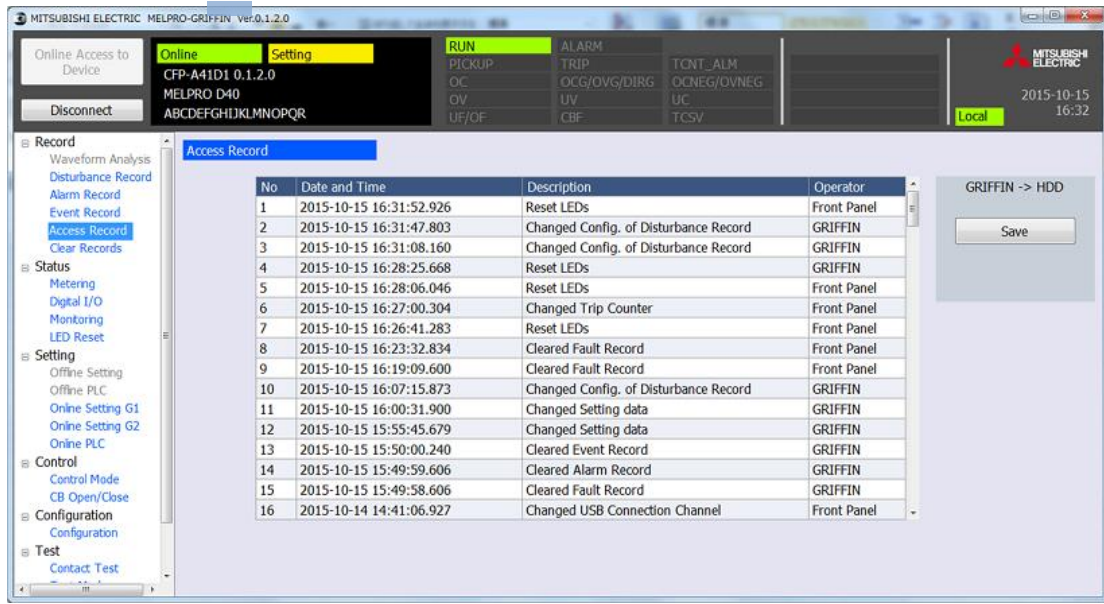 MITSUBISHI ELECTRIC MELPRO-GRIFFIN Ver.0.1.2.0
Online Access to
Device
Disconnect
Online Setting
CFP-A41D1 0.1.2.0
MELPRO D40
ABCDEFGHIJKLMNOPQR
RUN ALARM
PICKUP TRIP TCNT_ALM
OC OCG/OVG/DIRG OCNEG/OVNEG
OV UV UC
UF/OF CBF TCSV
MITSUBISHI
ELECTRIC
2015-10-15
Local 16:32
Record
Waveform Analysis
Disturbance Record
Alarm Record
Event Record
Access Record
Clear Records
Status
Metering
Digital I/O
Monitoring
LED Reset
Setting
Offline Setting
Offline PLC
Online Setting G1
Online Setting G2
Online PLC
Control
Control Mode
CB Open/Close
Configuration
Configuration
Test
Contact Test
Access Record
No Date and Time Description Operator
1 2015-10-15 16:31:52.926 Reset LEDs Front Panel
2 2015-10-15 16:31:47.803 Changed Config. of Disturbance Record GRIFFIN
3 2015-10-15 16:31:08.160 Changed Config. of Disturbance Record GRIFFIN
4 2015-10-15 16:28:25.668 Reset LEDs GRIFFIN
5 2015-10-15 16:28:06.046 Reset LEDs Front Panel
6 2015-10-15 16:27:00.304 Changed Trip Counter Front Panel
7 2015-10-15 16:26:41.283 Reset LEDs Front Panel
8 2015-10-15 16:23:32.834 Cleared Fault Record Front Panel
9 2015-10-15 16:19:09.600 Cleared Fault Record Front Panel
10 2015-10-15 16:07:15.873 Changed Config. of Disturbance Record GRIFFIN
11 2015-10-15 16:00:31.900 Changed Setting data GRIFFIN
12 2015-10-15 15:55:45.679 Changed Setting data GRIFFIN
13 2015-10-15 15:50:00.240 Cleared Event Record GRIFFIN
14 2015-10-15 15:49:59.606 Cleared Alarm Record GRIFFIN
15 2015-10-15 15:49:58.606 Cleared Fault Record GRIFFIN
16 2015-10-14 14:41:06.927 Changed USB Connection Channel Front Panel
GRIFFIN -> HDD
Save